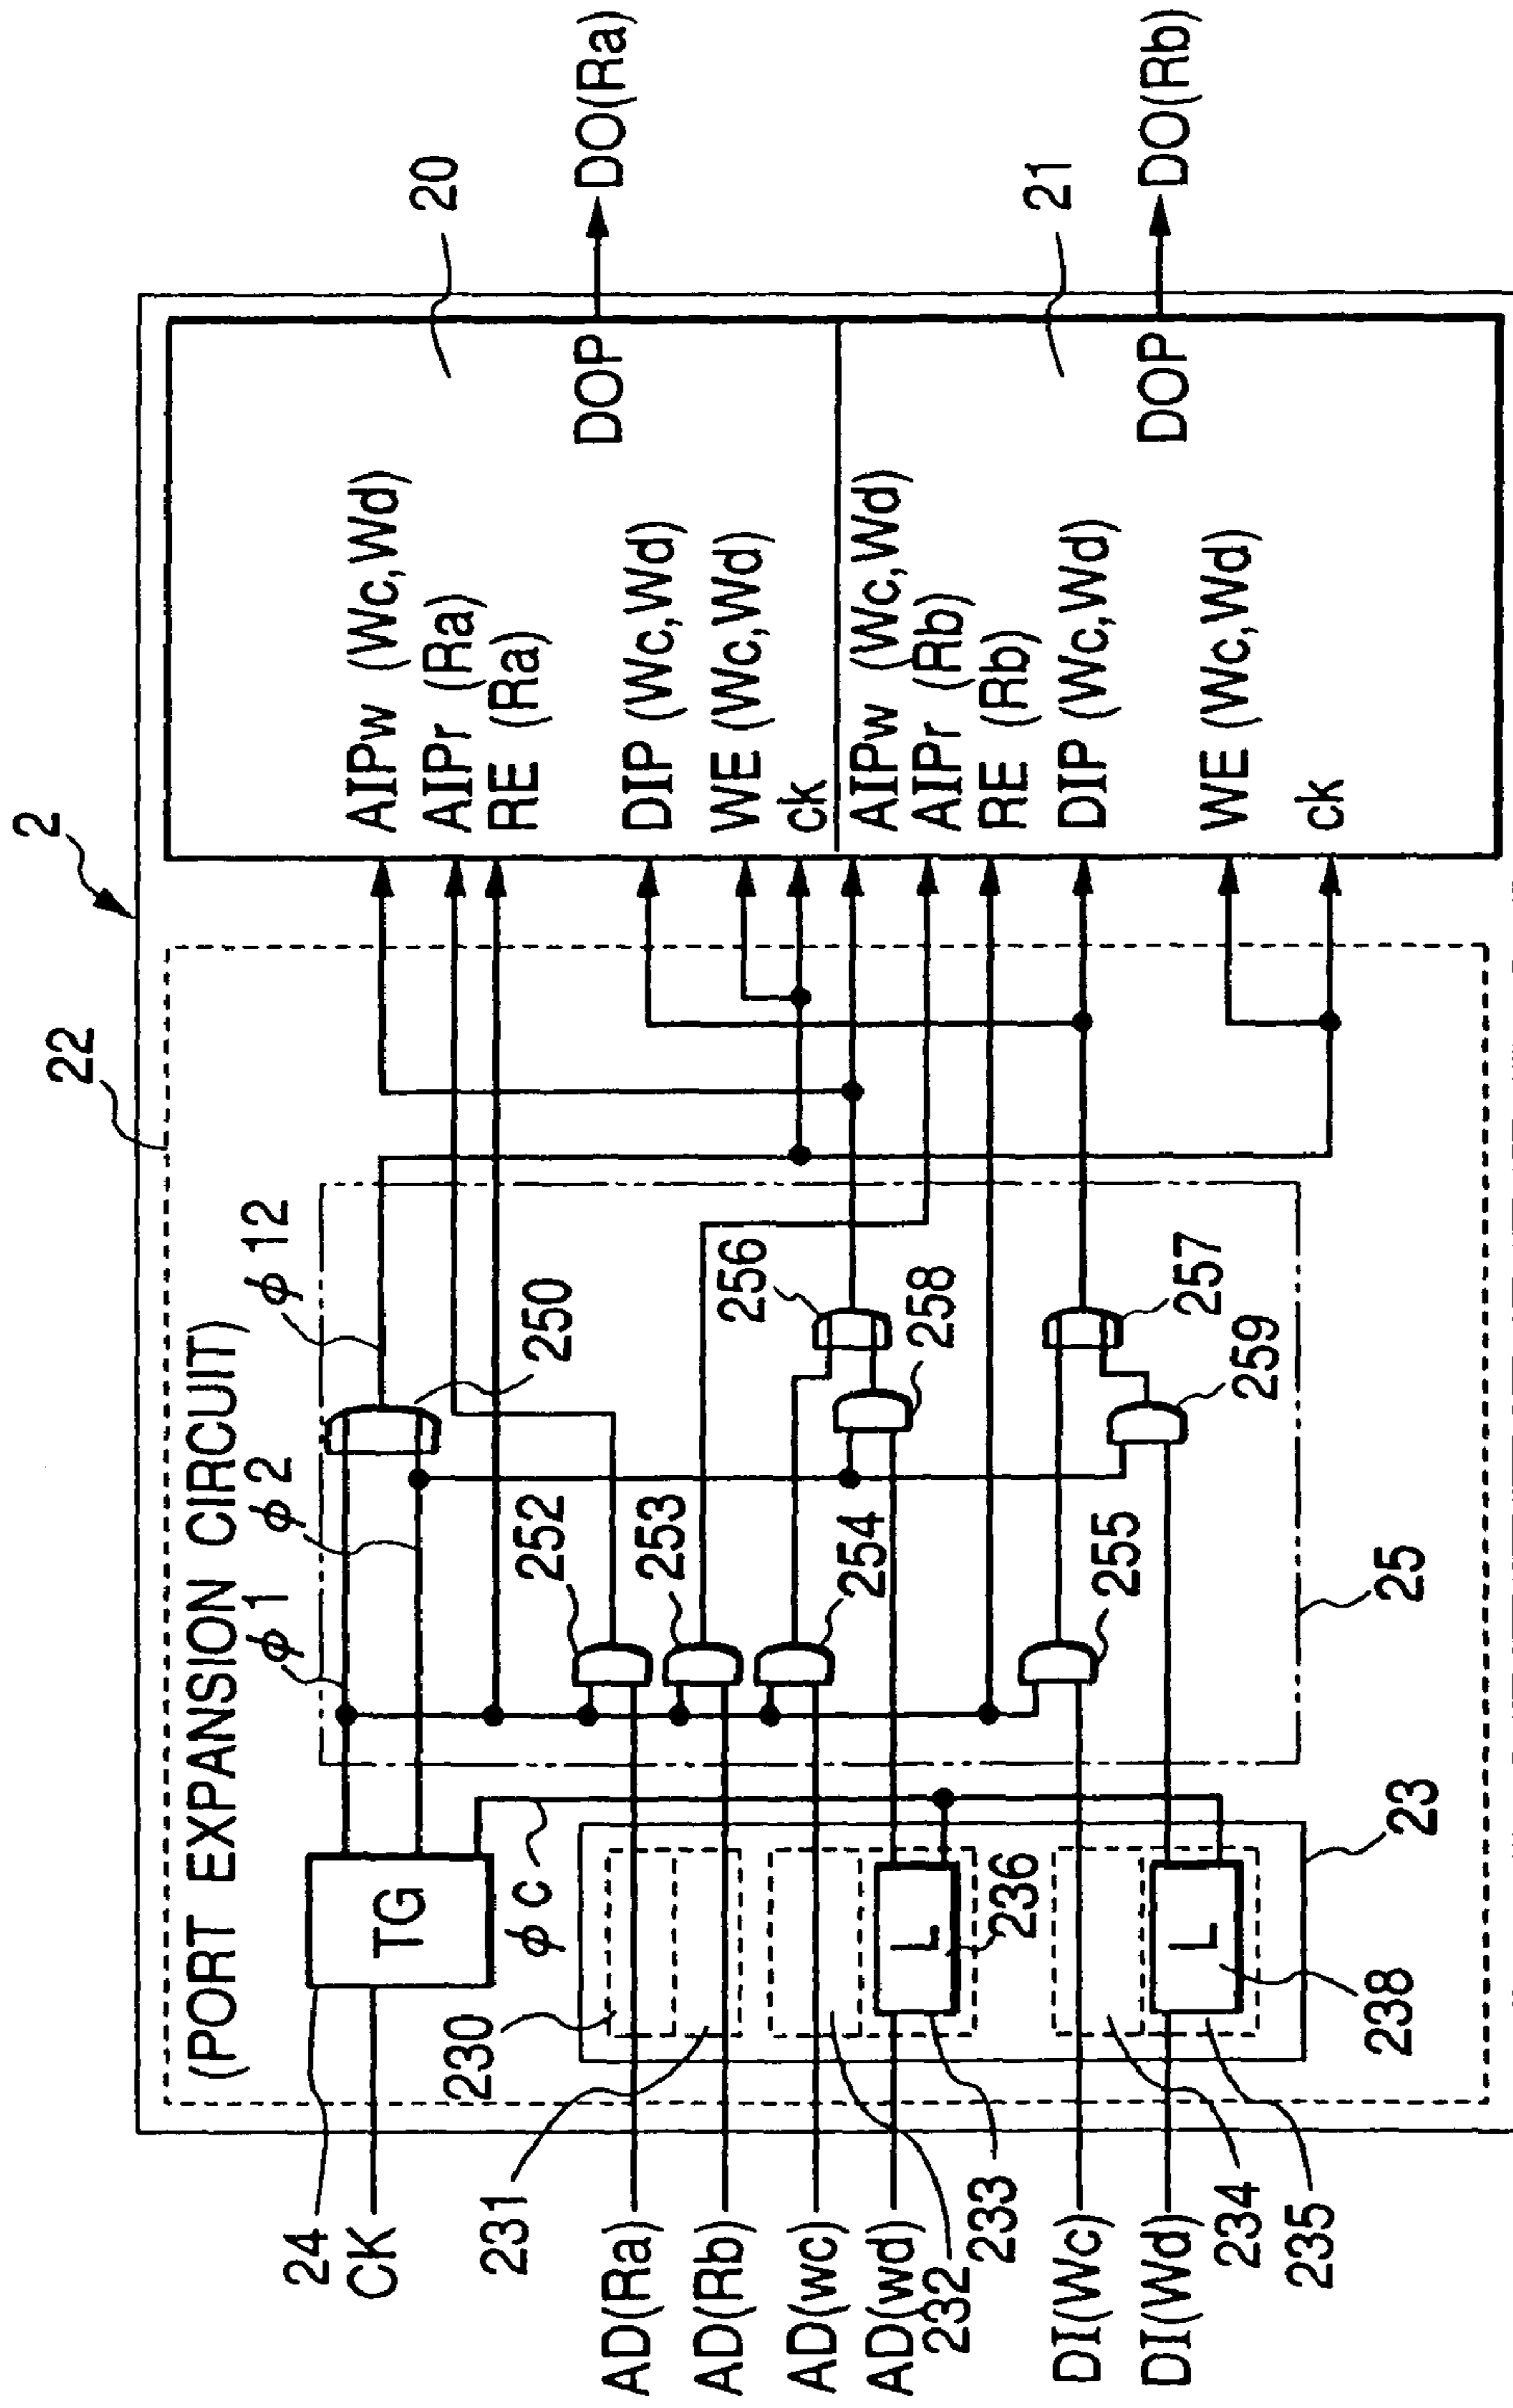 2
22
(PORT EXPANSION CIRCUIT)
24
CK
TG
φ1
φ2
φ12
φc
250
230
231
AD(Ra)
AD(Rb)
AD(wc)
AD(wd)
232
233
236
DI(Wc)
DI(Wd)
234
235
238
L
L
23
25
252
253
254
255
256
258
257
259
AIPw (Wc,Wd)
AIPr (Ra)
RE (Ra)
DIP (Wc,Wd)
WE (Wc,Wd)
ck
DOP
20
DO(Ra)
AIPw (Wc,Wd)
AIPr (Rb)
RE (Rb)
DIP (Wc,Wd)
WE (Wc,Wd)
ck
DOP
21
DO(Rb)